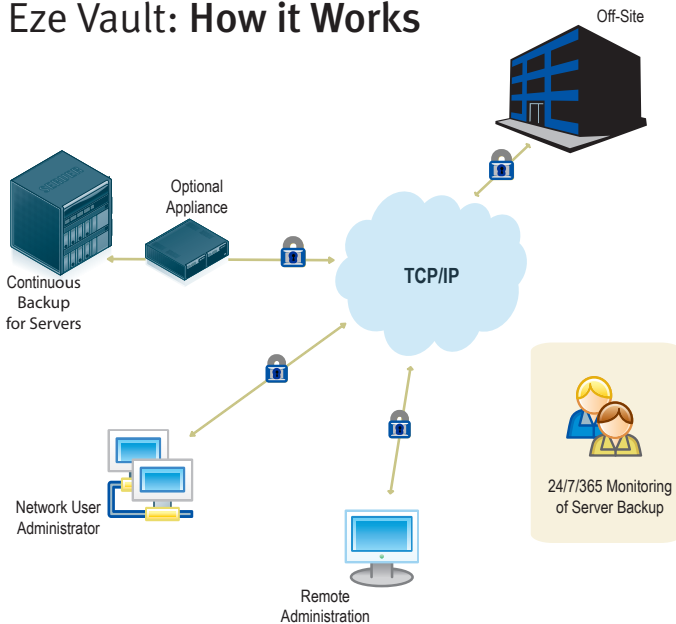 Eze Vault: How it Works
Off-Site
SERVER
Optional
Appliance
Continuous
Backup
for Servers
TCP/IP
Network User
Administrator
24/7/365 Monitoring
of Server Backup
Remote
Administration